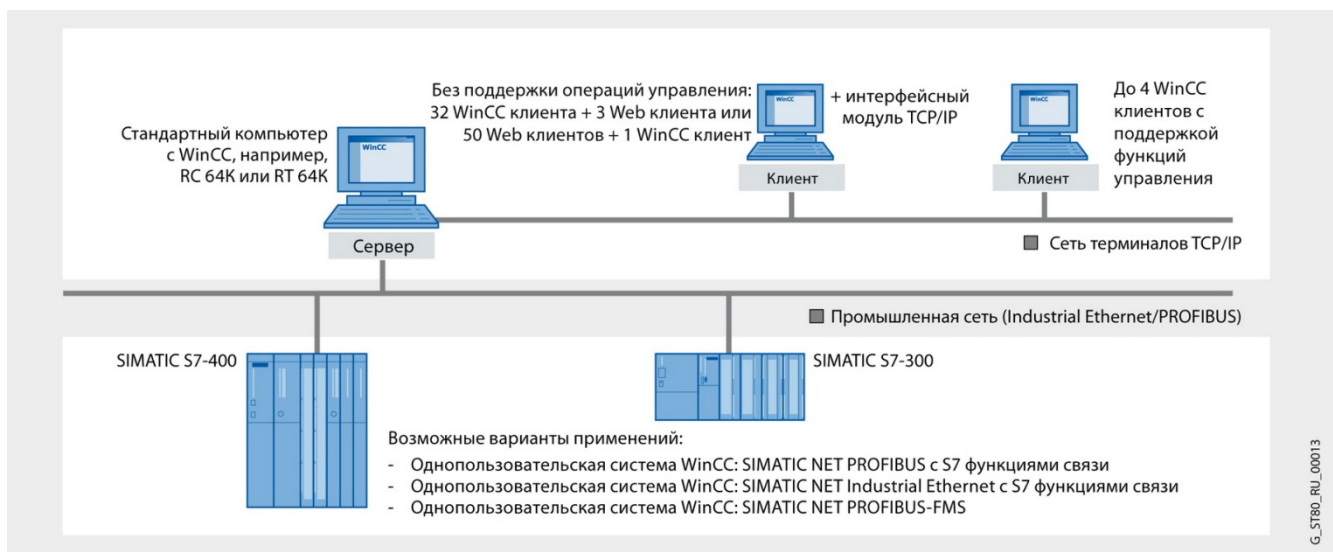 Стандартный компьютер
с WinCC, например,
RC 64K или RT 64K
WinCC
Сервер
Без поддержки операций управления:
32 WinCC клиента + 3 Web клиента или
50 Web клиентов + 1 WinCC клиент
WinCC
Клиент
+ интерфейсный
модуль TCP/IP
WinCC
Клиент
До 4 WinCC
клиентов с
поддержкой
функций
управления
Сеть терминалов TCP/IP
Промышленная сеть (Industrial Ethernet/PROFIBUS)
SIMATIC S7-400
SIMATIC S7-300
Возможные варианты применений:
- Однопользовательская система WinCC: SIMATIC NET PROFIBUS с S7 функциями связи
- Однопользовательская система WinCC: SIMATIC NET Industrial Ethernet с S7 функциями связи
- Однопользовательская система WinCC: SIMATIC NET PROFIBUS-FMS
G_ST80_RU_00013